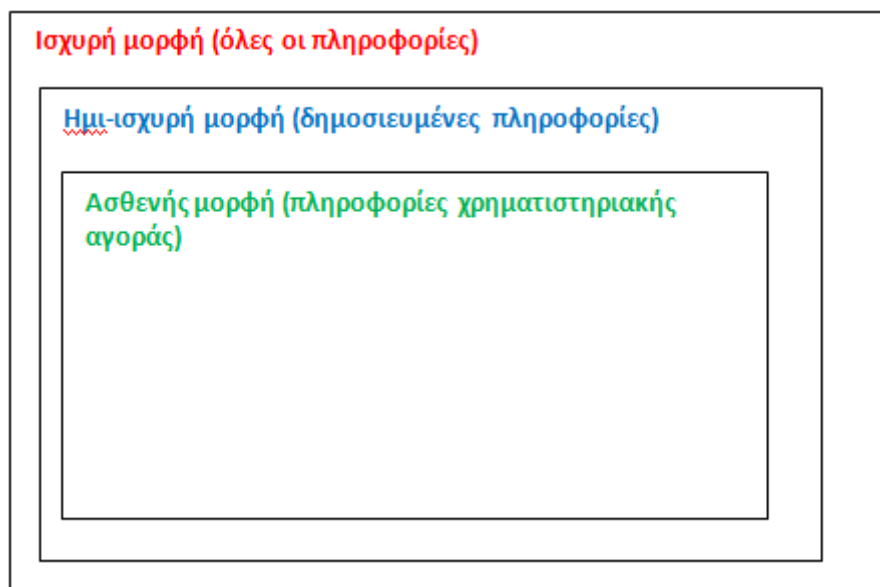 Ισχυρή μορφή (όλες οι πληροφορίες)
Ημι-ισχυρή μορφή (δημοσιευμένες πληροφορίες)
Ασθενής μορφή (πληροφορίες χρηματιστηριακής
αγοράς)